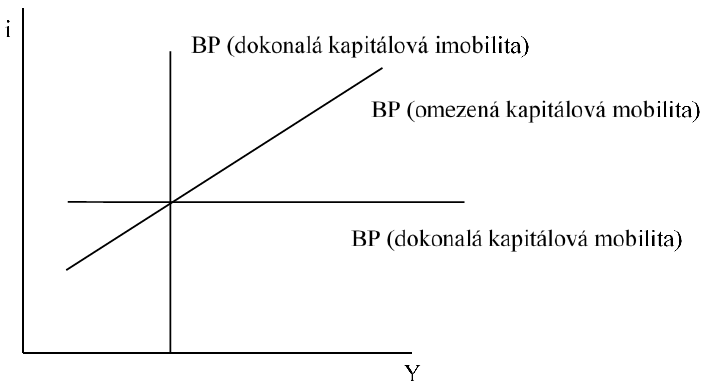 i
BP (dokonalá kapitálová imobilita)
BP (omezená kapitálová mobilita)
BP (dokonalá kapitálová mobilita)
Y